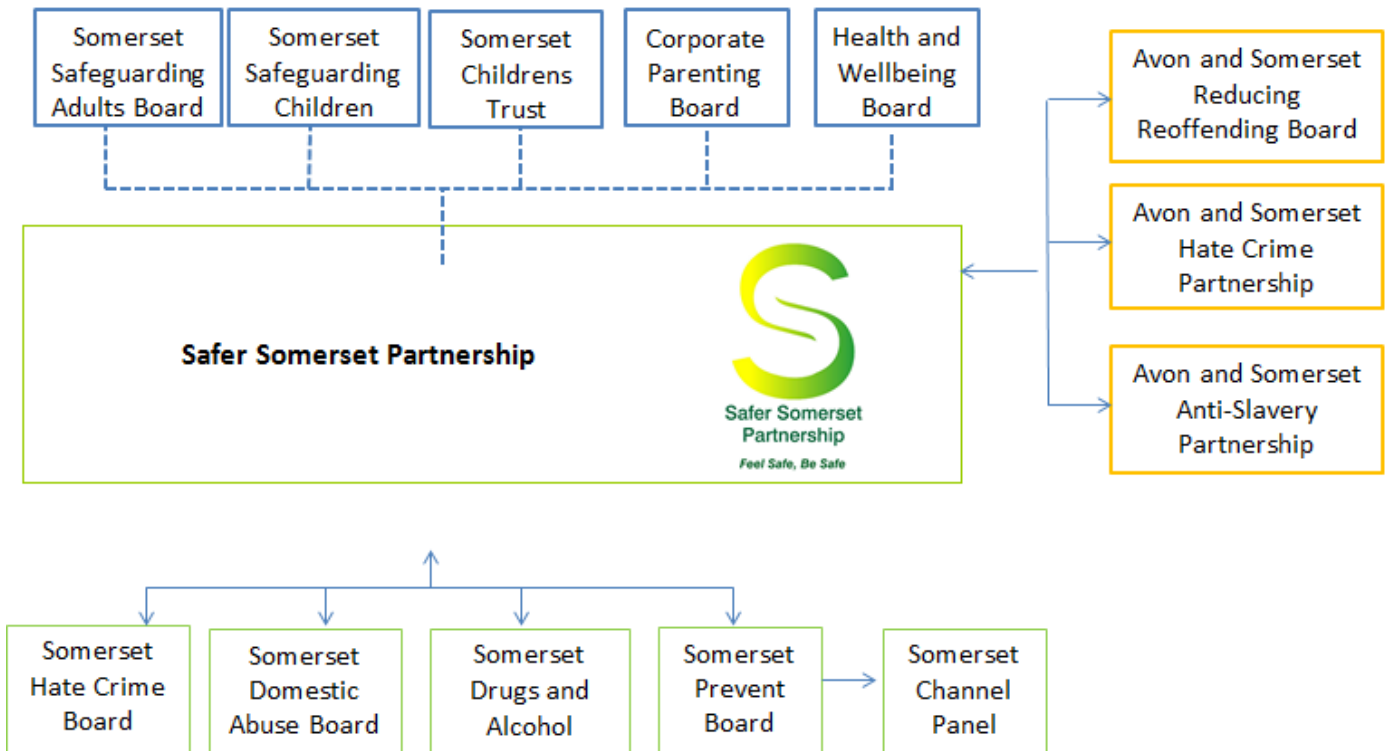 Somerset
Safeguarding
Adults Board
Somerset
Safeguarding
Children
Somerset
Childrens
Trust
Corporate
Parenting
Board
Health and
Wellbeing
Board
Avon and Somerset
Reducing
Reoffending Board
Avon and Somerset
Hate Crime
Partnership
Avon and Somerset
Anti-Slavery
Partnership
Safer Somerset Partnership
Safer Somerset
Partnership
Feel Safe, Be Safe
Somerset
Hate Crime
Board
Somerset
Domestic
Abuse Board
Somerset
Drugs and
Alcohol
Somerset
Prevent
Board
Somerset
Channel
Panel